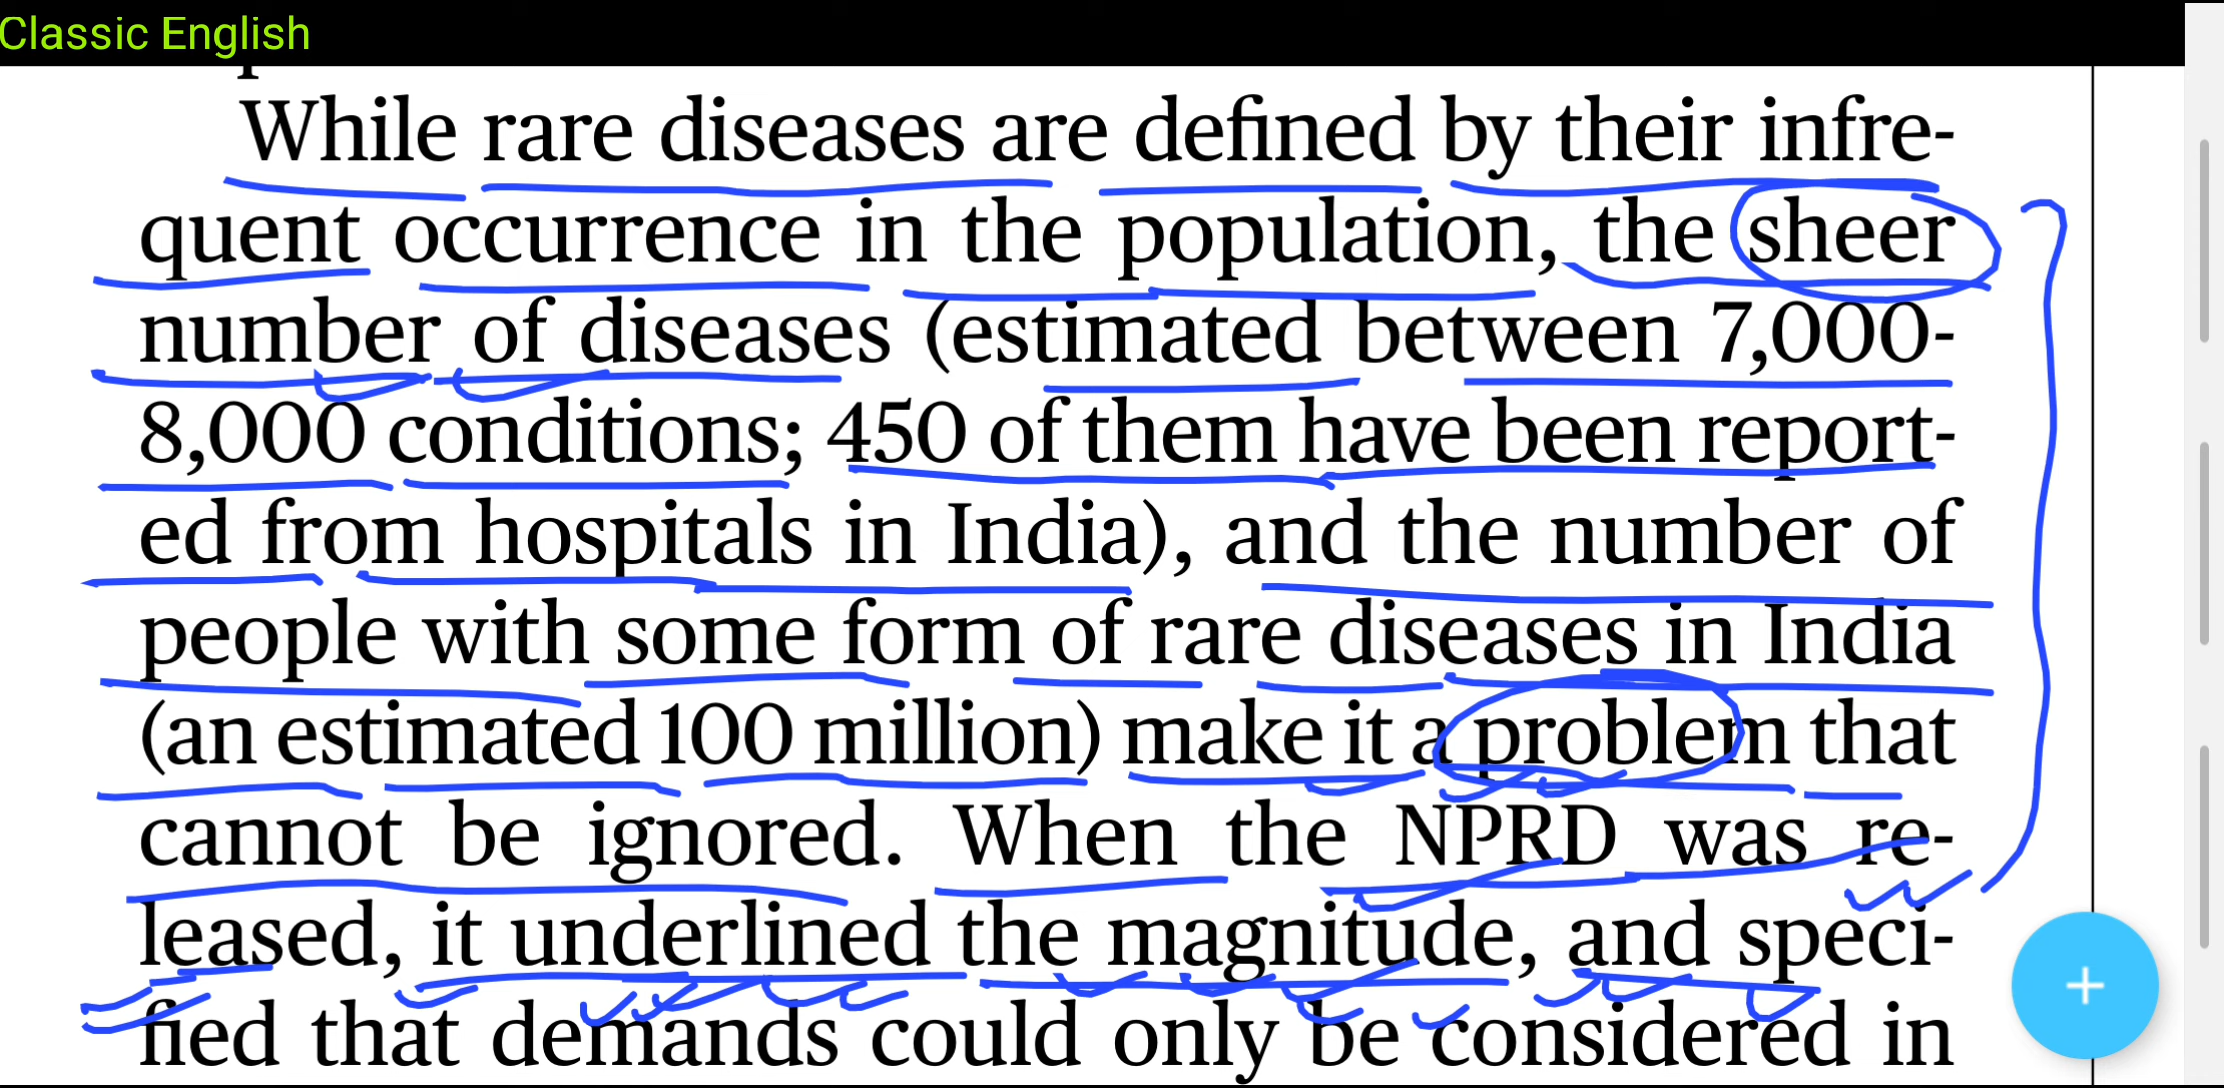 Classic English
While rare diseases are defined by their infre-
quent occurrence in the population, the sheer
number of diseases (estimated between 7,000-
8,000 conditions; 450 of them have been report-
ed from hospitals in India), and the number of
people with some form of rare diseases in India
(an estimated 100 million) make it a problem that
cannot be ignored. When the NPRD was re-
leased, it underlined the magnitude, and speci-
fied that demands could only be considered in
+